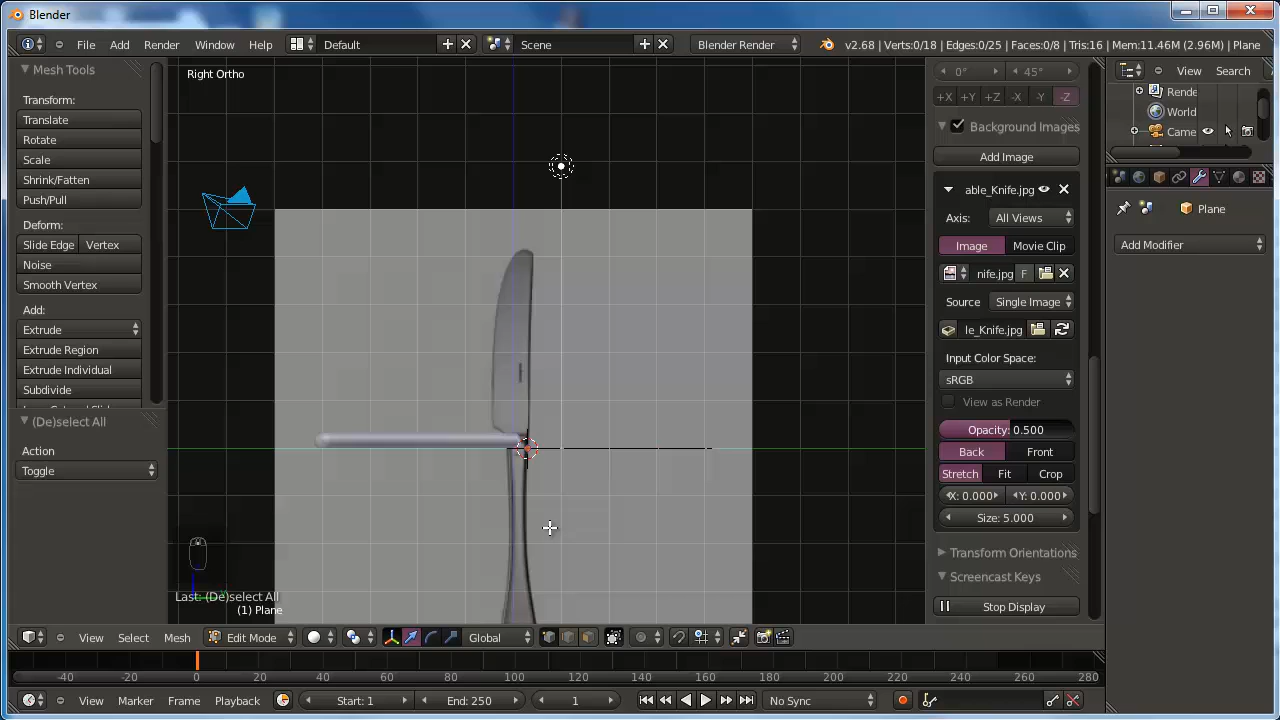 Blender
File Add Render Window Help Default Scene Blender Render v2.68 | Verts:0/18 | Edges:0/25 | Faces:0/8 | Tris:16 | Mem:11.46M (2.96M) | Plane
Mesh Tools
Transform:
Translate
Rotate
Scale
Shrink/Fatten
Push/Pull
Deform:
Slide Edge Vertex
Noise
Smooth Vertex
Add:
Extrude
Extrude Region
Extrude Individual
Subdivide
(De)select All
Action
Toggle
Right Ortho
Last: (De)select All
(1) Plane
0° 45°
+X +Y +Z -X -Y -Z
Background Images
Add Image
able_Knife.jpg
Axis: All Views
Image Movie Clip
nife.jpg F
Source Single Image
le_Knife.jpg
Input Color Space:
sRGB
View as Render
Opacity: 0.500
Back Front
Stretch Fit Crop
X: 0.000 Y: 0.000
Size: 5.000
Transform Orientations
Screencast Keys
Stop Display
View Search
Rende
World
Came
Plane
Add Modifier
View Select Mesh Edit Mode Global
-40 -20 0 20 40 60 80 100 120 140 160 180 200 220 240 260 280
View Marker Frame Playback Start: 1 End: 250 1 No Sync